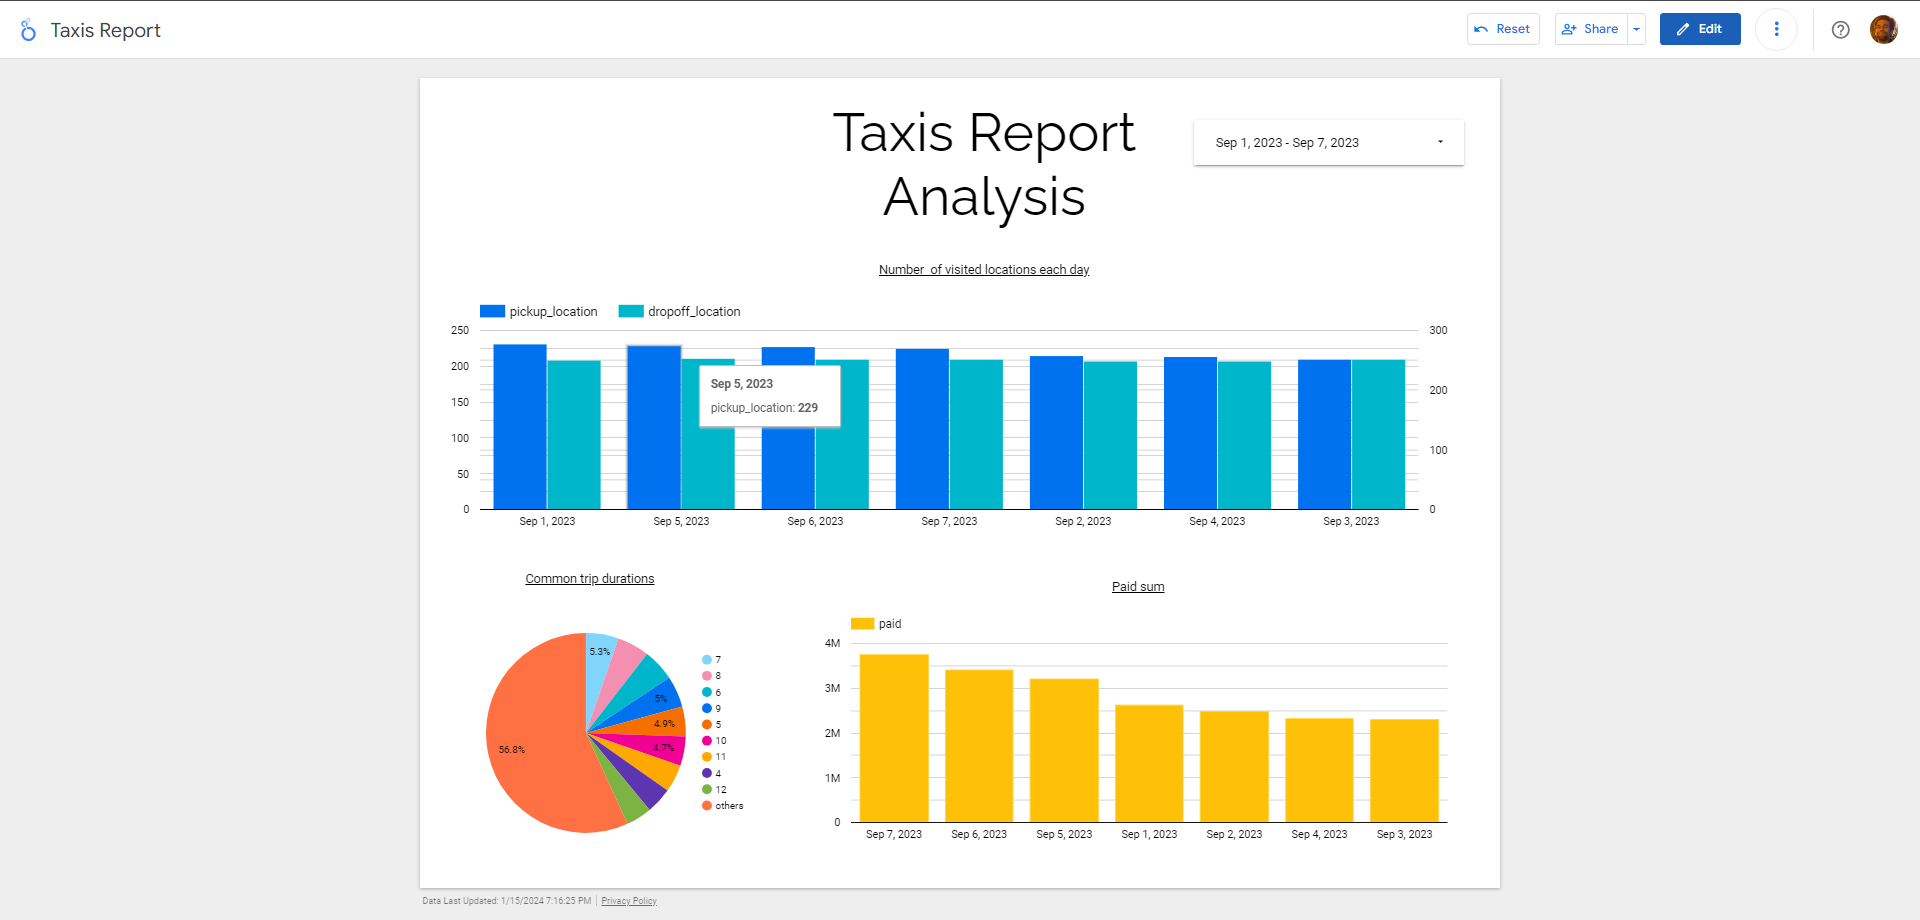 Taxis Report
Reset
Share
Edit
Taxis Report
Analysis
Sep 1, 2023 - Sep 7, 2023
Number  of visited locations each day
pickup_location
dropoff_location
250
200
150
100
50
0
300
200
100
0
Sep 5, 2023
pickup_location: 229
Sep 1, 2023
Sep 5, 2023
Sep 6, 2023
Sep 7, 2023
Sep 2, 2023
Sep 4, 2023
Sep 3, 2023
Common trip durations
5.3%
5%
4.9%
4.7%
56.8%
7
8
6
9
5
10
11
4
12
others
Paid sum
paid
4M
3M
2M
1M
0
Sep 7, 2023
Sep 6, 2023
Sep 5, 2023
Sep 1, 2023
Sep 2, 2023
Sep 4, 2023
Sep 3, 2023
Data Last Updated: 1/15/2024 7:16:25 PM
Privacy Policy